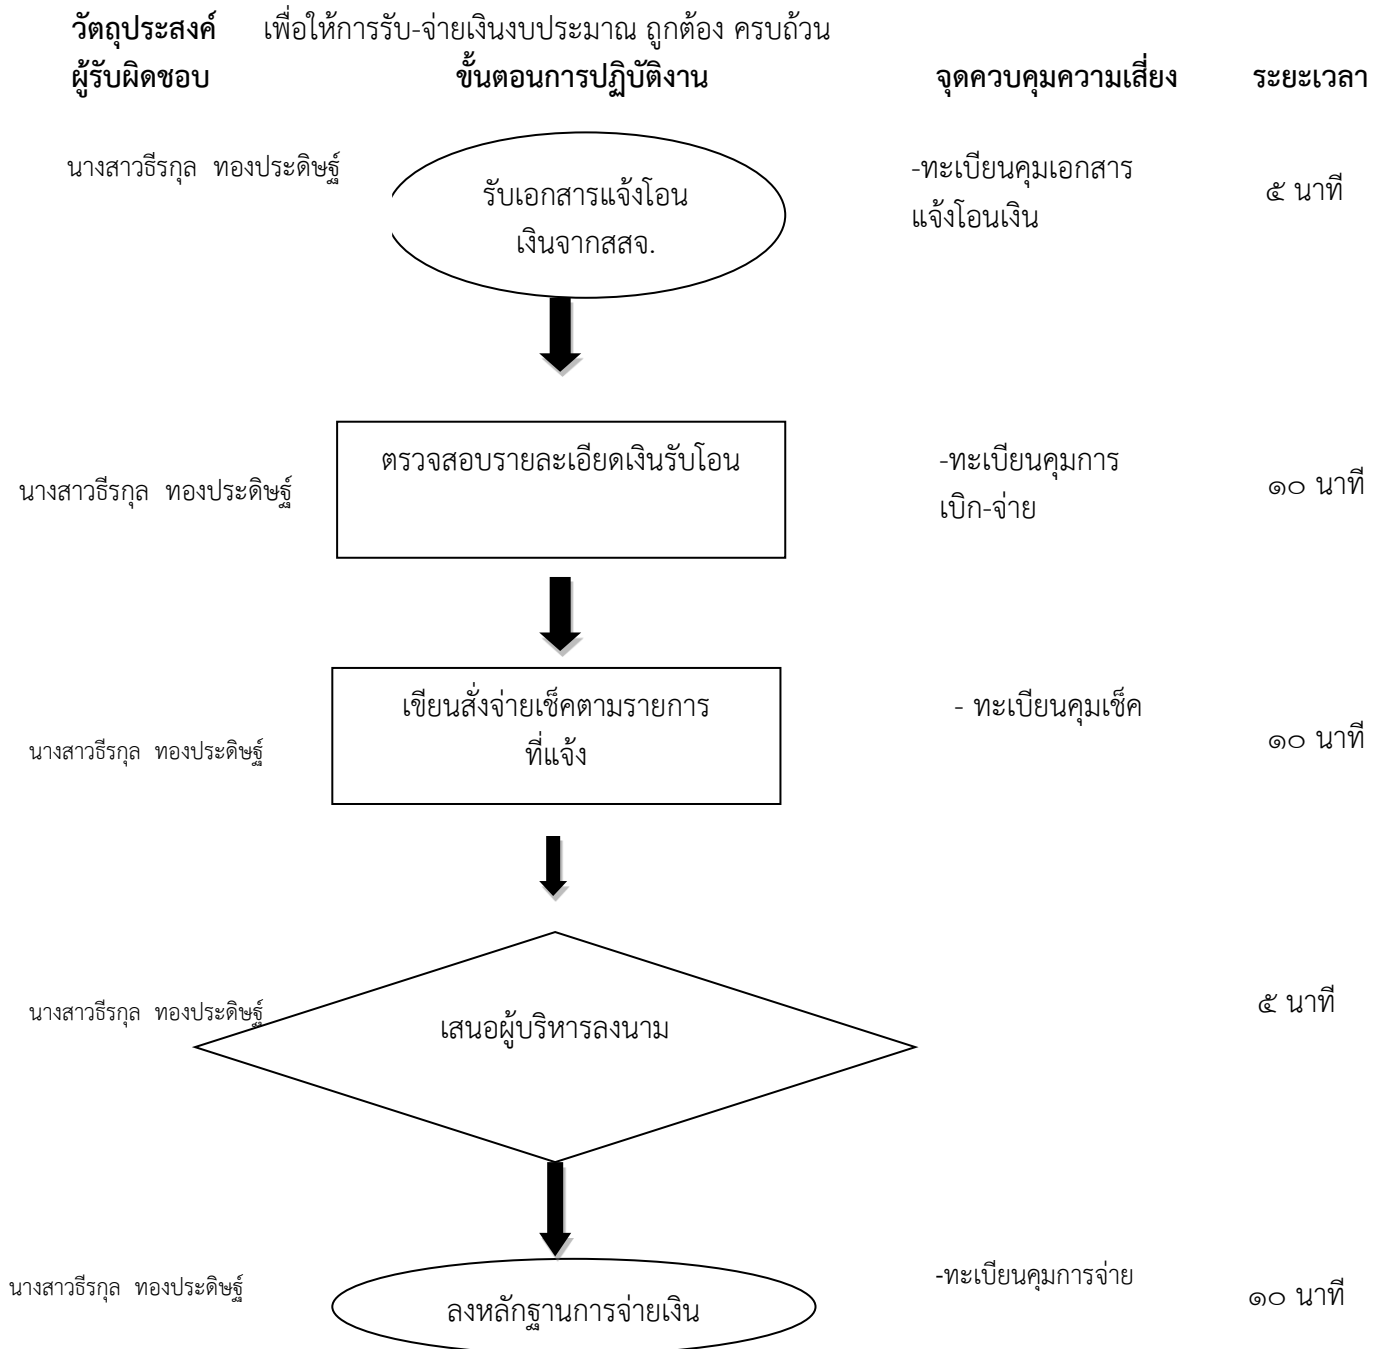 วัตถุประสงค์ เพื่อให้การรับ-จ่ายเงินงบประมาณ ถูกต้อง ครบถ้วน
ผู้รับผิดชอบ ขั้นตอนการปฏิบัติงาน จุดควบคุมความเสี่ยง ระยะเวลา
นางสาวธีรกุล ทองประดิษฐ์
รับเอกสารแจ้งโอน
เงินจากสสจ.
-ทะเบียนคุมเอกสาร
แจ้งโอนเงิน
๕ นาที
นางสาวธีรกุล ทองประดิษฐ์
ตรวจสอบรายละเอียดเงินรับโอน
-ทะเบียนคุมการ
เบิก-จ่าย
๑๐ นาที
นางสาวธีรกุล ทองประดิษฐ์
เขียนสั่งจ่ายเช็คตามรายการ
ที่แจ้ง
- ทะเบียนคุมเช็ค
๑๐ นาที
นางสาวธีรกุล ทองประดิษฐ์
เสนอผู้บริหารลงนาม
๕ นาที
นางสาวธีรกุล ทองประดิษฐ์
ลงหลักฐานการจ่ายเงิน
-ทะเบียนคุมการจ่าย
๑๐ นาที